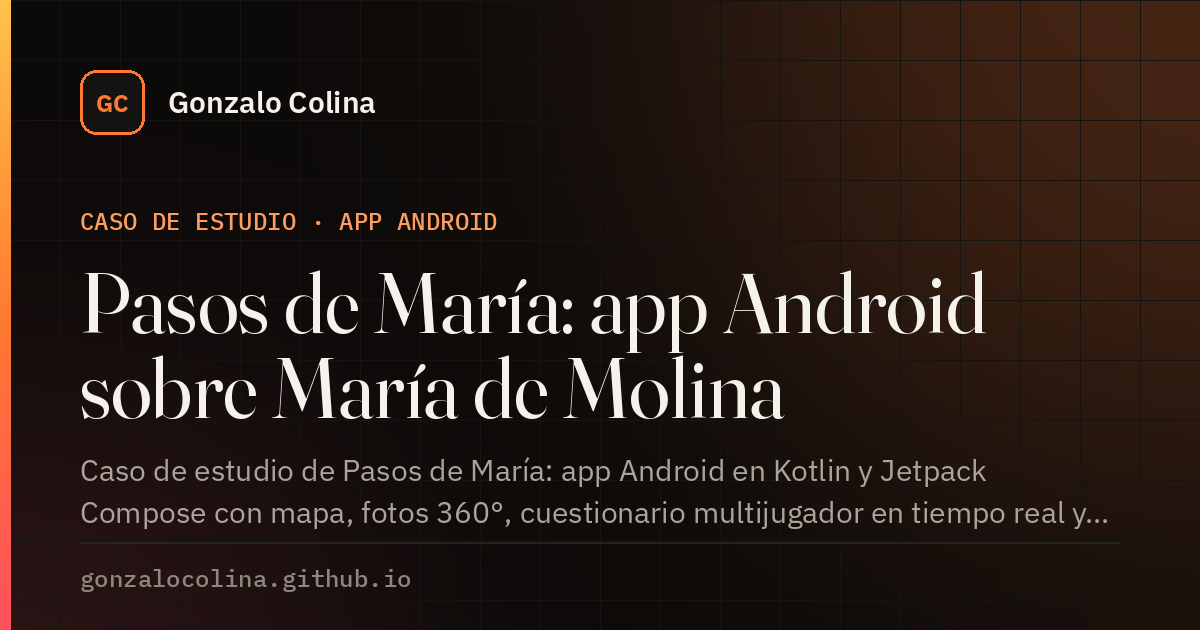 GC
Gonzalo Colina
CASO DE ESTUDIO · APP ANDROID
Pasos de María: app Android
sobre María de Molina
Caso de estudio de Pasos de María: app Android en Kotlin y Jetpack
Compose con mapa, fotos 360°, cuestionario multijugador en tiempo real y…
gonzalocolina.github.io